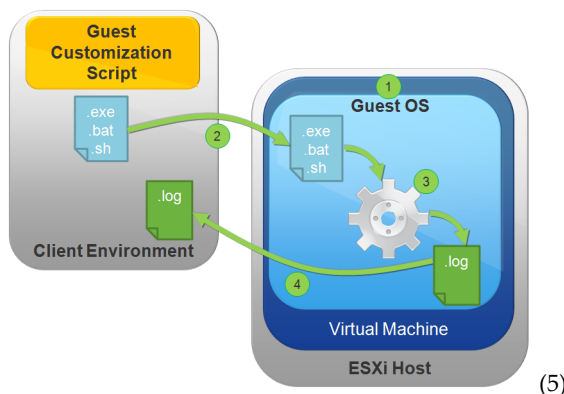 Guest
Customization
Script
.exe
.bat
.sh
.log
Client Environment
1
Guest OS
2
.exe
.bat
.sh
3
.log
4
Virtual Machine
ESXi Host
(5)